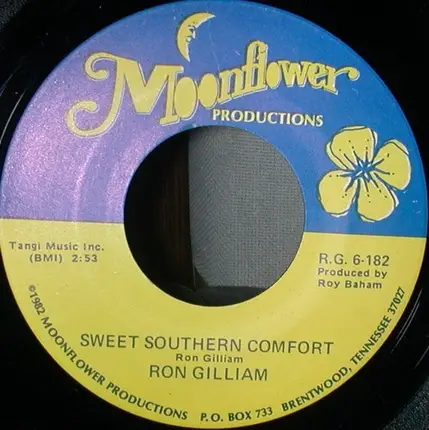 Moonflower
PRODUCTIONS
Tangi Music Inc.
(BMI) 2:53
R.G. 6-182
Produced by
Roy Baham
SWEET SOUTHERN COMFORT
Ron Gilliam
RON GILLIAM
©1982 MOONFLOWER PRODUCTIONS P.O. BOX 733 BRENTWOOD, TENNESSEE 37027